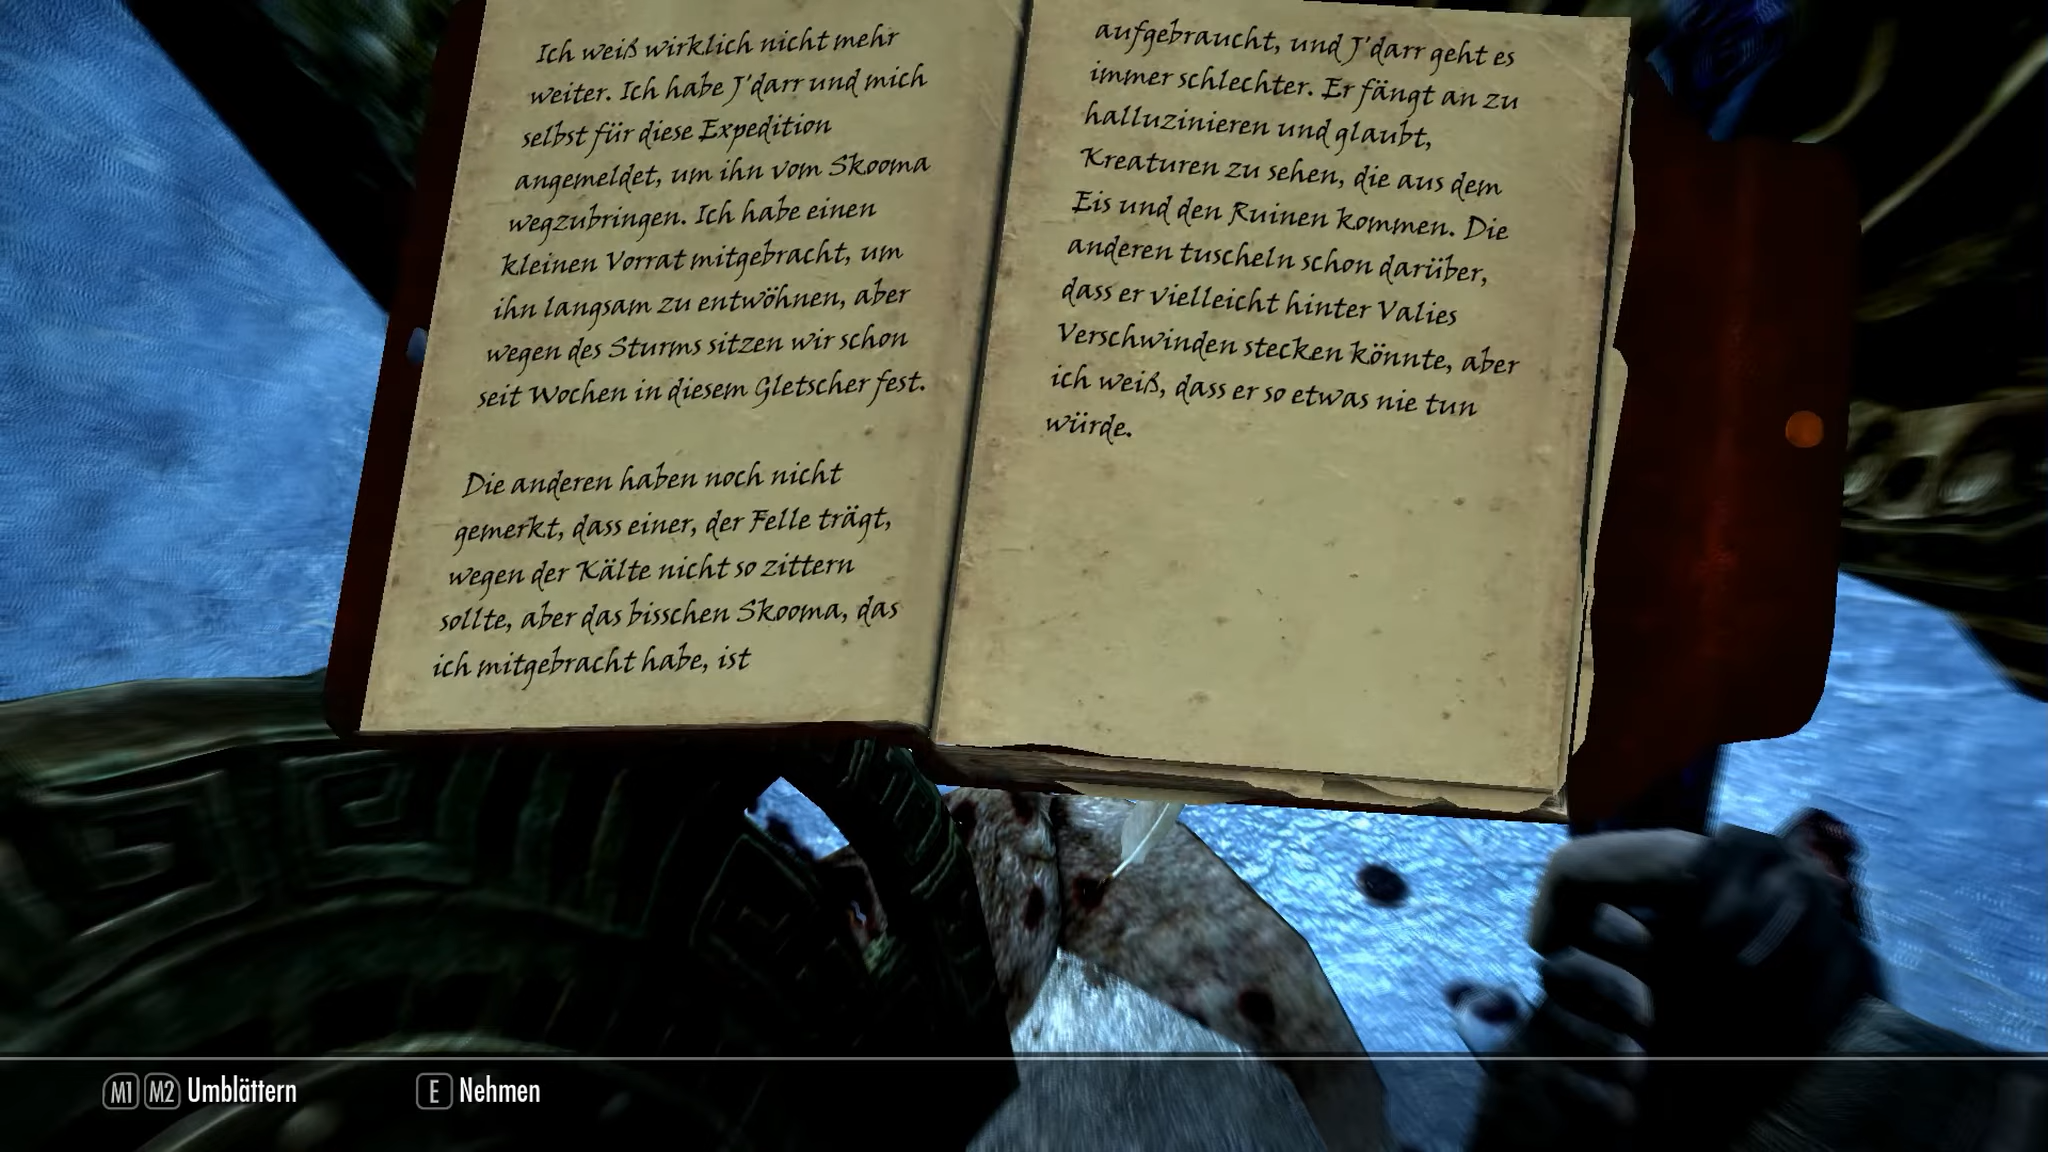 Ich weiß wirklich nicht mehr
weiter. Ich habe J'darr und mich
selbst für diese Expedition
angemeldet, um ihn vom Skooma
wegzubringen. Ich habe einen
kleinen Vorrat mitgebracht, um
ihn langsam zu entwöhnen, aber
wegen des Sturms sitzen wir schon
seit Wochen in diesem Gletscher fest.
Die anderen haben noch nicht
gemerkt, dass einer, der Felle trägt,
wegen der Kälte nicht so zittern
sollte, aber das bisschen Skooma, das
ich mitgebracht habe, ist
aufgebraucht, und J'darr geht es
immer schlechter. Er fängt an zu
halluzinieren und glaubt,
Kreaturen zu sehen, die aus dem
Eis und den Ruinen kommen. Die
anderen tuscheln schon darüber,
dass er vielleicht hinter Valies
Verschwinden stecken könnte, aber
ich weiß, dass er so etwas nie tun
würde.
M1 M2 Umblättern
E Nehmen